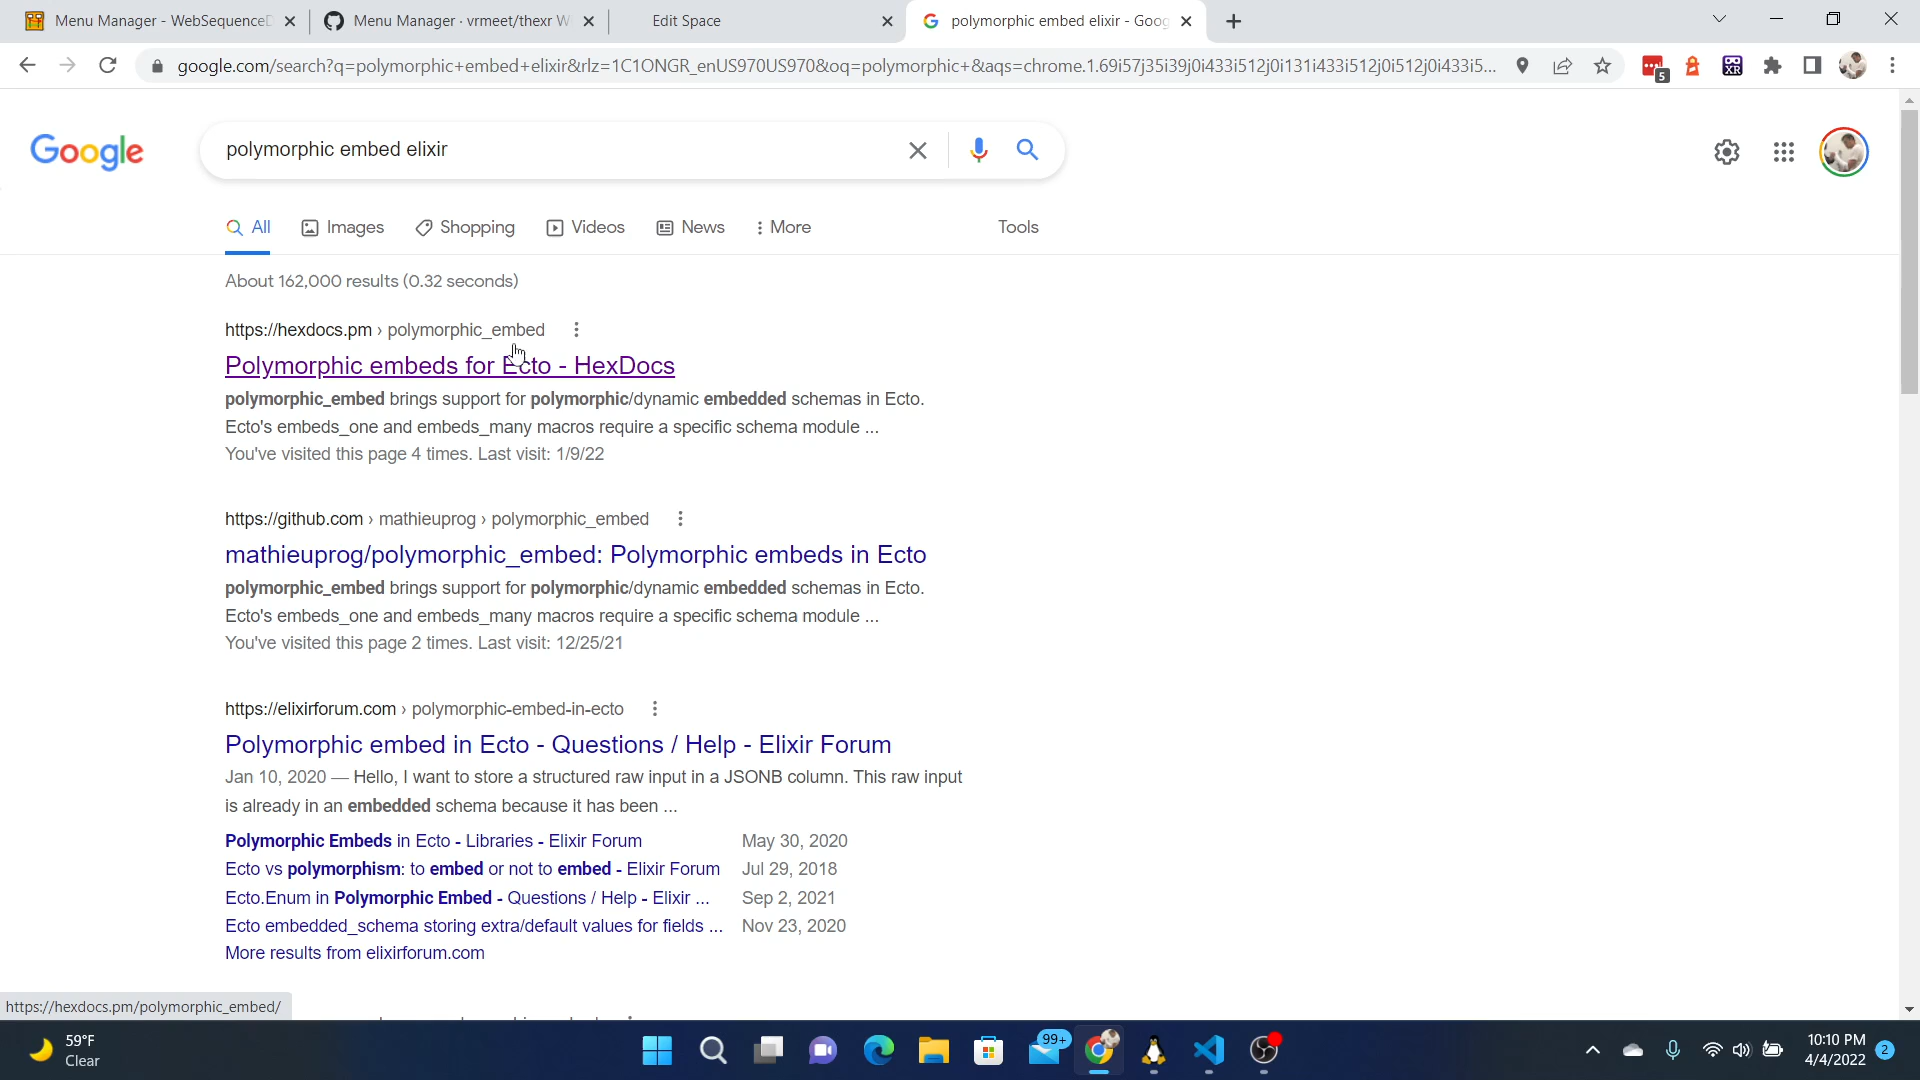 Menu Manager - WebSequenceD
Menu Manager · vrmeet/thexr W
Edit Space
polymorphic embed elixir - Goog
google.com/search?q=polymorphic+embed+elixir&rlz=1C1ONGR_enUS970US970&oq=polymorphic+&aqs=chrome.1.69i57j35i39j0i433i512j0i131i433i512j0i512j0i433i5...
5
XR
Google
polymorphic embed elixir
All
Images
Shopping
Videos
News
More
Tools
About 162,000 results (0.32 seconds)
https://hexdocs.pm › polymorphic_embed
Polymorphic embeds for Ecto - HexDocs
polymorphic_embed brings support for polymorphic/dynamic embedded schemas in Ecto.
Ecto's embeds_one and embeds_many macros require a specific schema module ...
You've visited this page 4 times. Last visit: 1/9/22
https://github.com › mathieuprog › polymorphic_embed
mathieuprog/polymorphic_embed: Polymorphic embeds in Ecto
polymorphic_embed brings support for polymorphic/dynamic embedded schemas in Ecto.
Ecto's embeds_one and embeds_many macros require a specific schema module ...
You've visited this page 2 times. Last visit: 12/25/21
https://elixirforum.com › polymorphic-embed-in-ecto
Polymorphic embed in Ecto - Questions / Help - Elixir Forum
Jan 10, 2020 — Hello, I want to store a structured raw input in a JSONB column. This raw input
is already in an embedded schema because it has been ...
Polymorphic Embeds in Ecto - Libraries - Elixir Forum May 30, 2020
Ecto vs polymorphism: to embed or not to embed - Elixir Forum Jul 29, 2018
Ecto.Enum in Polymorphic Embed - Questions / Help - Elixir ... Sep 2, 2021
Ecto embedded_schema storing extra/default values for fields ... Nov 23, 2020
More results from elixirforum.com
https://hexdocs.pm/polymorphic_embed/
59°F
Clear
99+
10:10 PM
4/4/2022
2